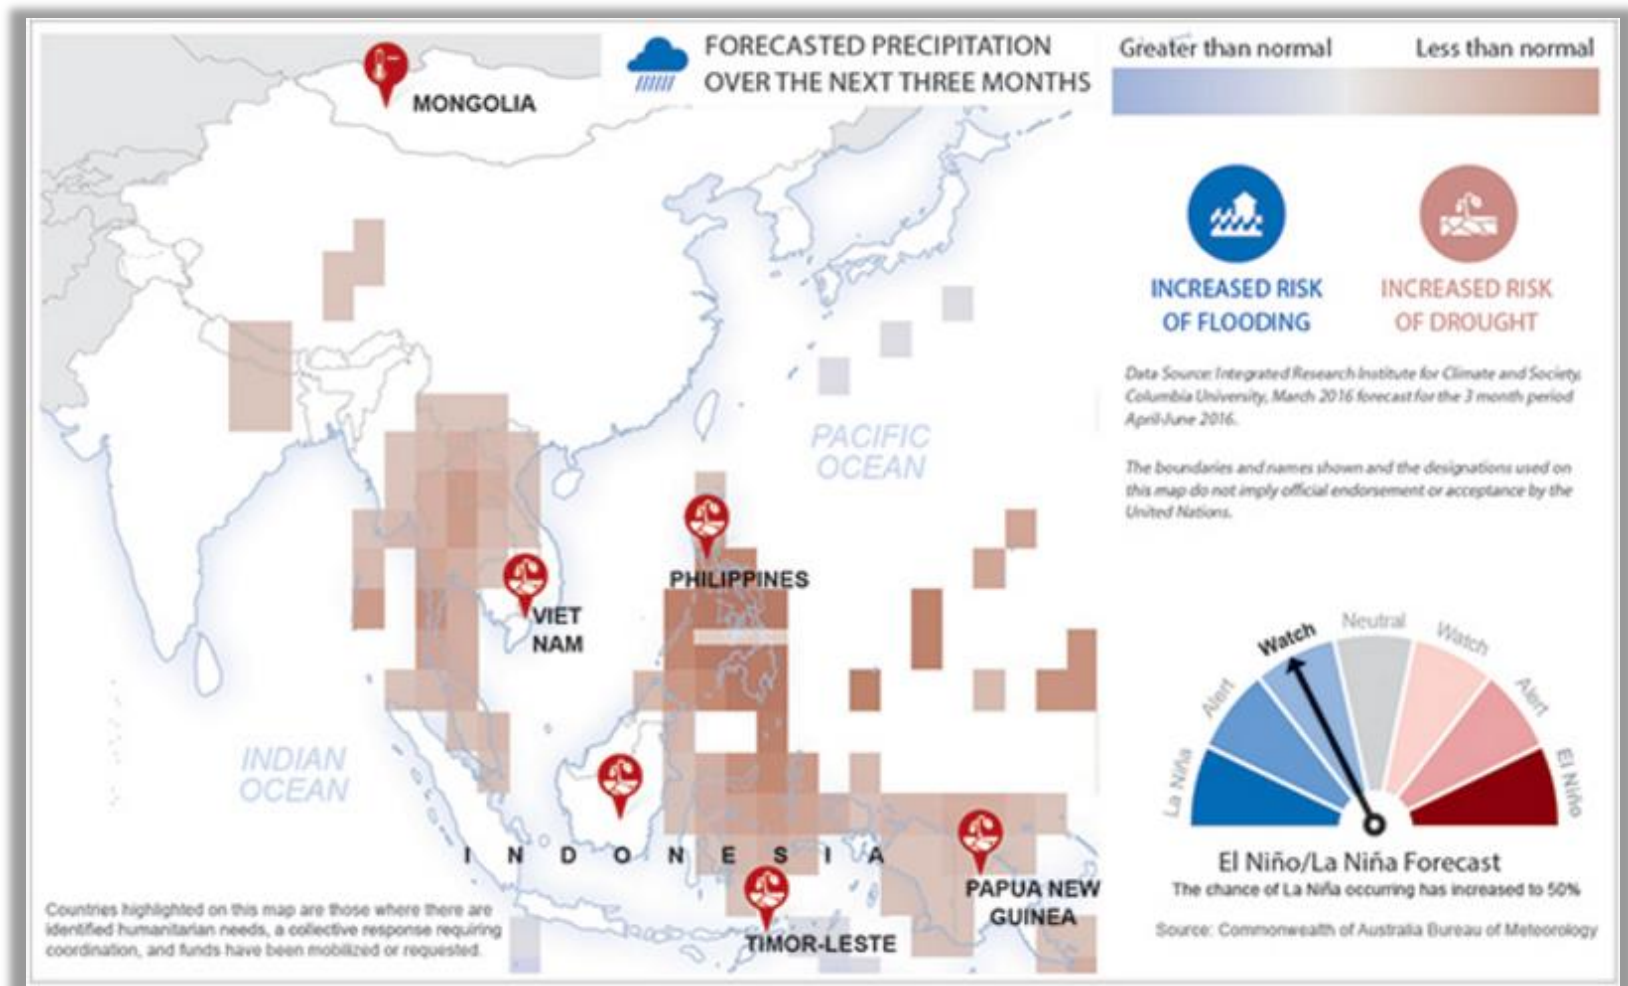 FORECASTED PRECIPITATION
OVER THE NEXT THREE MONTHS
Greater than normal
Less than normal
MONGOLIA
INCREASED RISK
OF FLOODING
INCREASED RISK
OF DROUGHT
Data Source: Integrated Research Institute for Climate and Society,
Columbia University, March 2016 forecast for the 3 month period
April-June 2016.
The boundaries and names shown and the designations used on
this map do not imply official endorsement or acceptance by the
United Nations.
PACIFIC
OCEAN
PHILIPPINES
VIET
NAM
INDIAN
OCEAN
INDONESIA
PAPUA NEW
GUINEA
TIMOR-LESTE
Countries highlighted on this map are those where there are
identified humanitarian needs, a collective response requiring
coordination, and funds have been mobilized or requested.
La Niña
Alert
Watch
Neutral
Watch
Alert
El Niño
El Niño/La Niña Forecast
The chance of La Niña occurring has increased to 50%
Source: Commonwealth of Australia Bureau of Meteorology